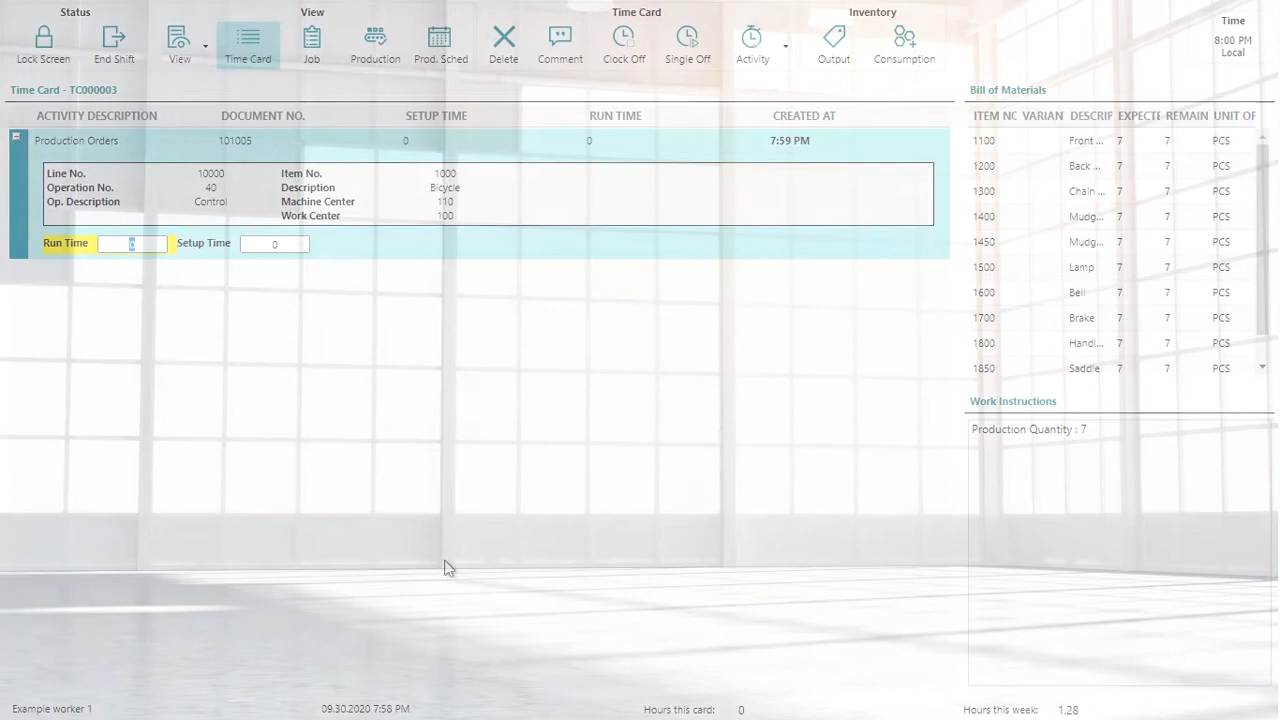 Status View Time Card Inventory
Time
8:00 PM
Local
Lock Screen End Shift View Time Card Job Production Prod. Sched Delete Comment Clock Off Single Off Activity Output Consumption
Time Card - TC000003
ACTIVITY DESCRIPTION DOCUMENT NO. SETUP TIME RUN TIME CREATED AT
Production Orders 101005 0 0 7:59 PM
Line No. 10000 Item No. 1000
Operation No. 40 Description Bicycle
Op. Description Control Machine Center 110
Work Center 100
Run Time 0 Setup Time 0
Bill of Materials
ITEM NO VARIAN DESCRIF EXPECTE REMAIN UNIT OF
1100 Front ... 7 7 PCS
1200 Back ... 7 7 PCS
1300 Chain ... 7 7 PCS
1400 Mudg... 7 7 PCS
1450 Mudg... 7 7 PCS
1500 Lamp 7 7 PCS
1600 Bell 7 7 PCS
1700 Brake 7 7 PCS
1800 Handl... 7 7 PCS
1850 Saddle 7 7 PCS
Work Instructions
Production Quantity : 7
Example worker 1 09.30.2020 7:58 PM Hours this card: 0 Hours this week: 1.28